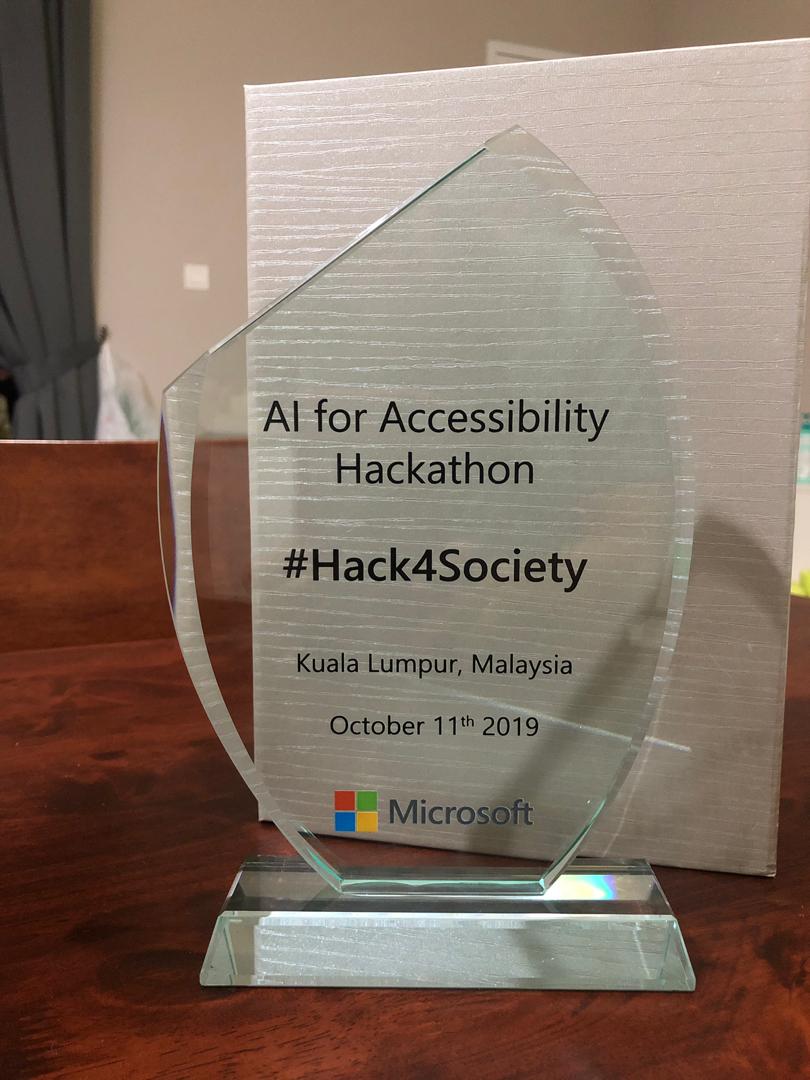 AI for Accessibility
Hackathon
#Hack4Society
Kuala Lumpur, Malaysia
October 11th 2019
Microsoft